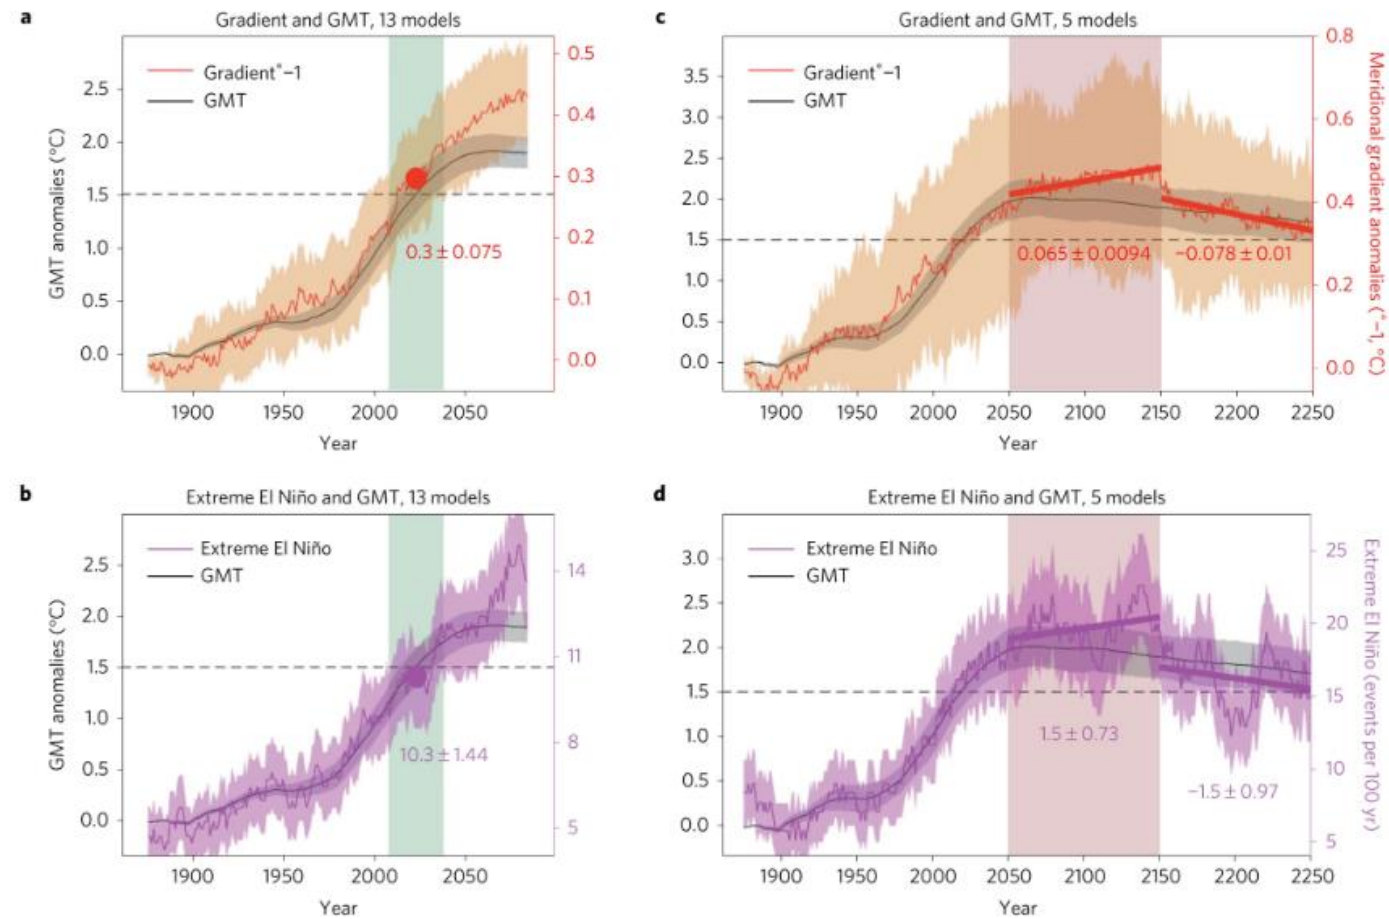 a
Gradient and GMT, 13 models
Gradient*−1
GMT
GMT anomalies (°C)
2.5
2.0
1.5
1.0
0.5
0.0
0.5
0.4
0.3
0.2
0.1
0.0
0.3 ± 0.075
1900 1950 2000 2050
Year
c
Gradient and GMT, 5 models
Gradient*−1
GMT
3.5
3.0
2.5
2.0
1.5
1.0
0.5
0.0
0.8
0.6
0.4
0.2
0.0
Meridional gradient anomalies (*−1, °C)
0.065 ± 0.0094
−0.078 ± 0.01
1900 1950 2000 2050 2100 2150 2200 2250
Year
b
Extreme El Niño and GMT, 13 models
Extreme El Niño
GMT
GMT anomalies (°C)
2.5
2.0
1.5
1.0
0.5
0.0
14
11
8
5
10.3 ± 1.44
1900 1950 2000 2050
Year
d
Extreme El Niño and GMT, 5 models
Extreme El Niño
GMT
3.0
2.5
2.0
1.5
1.0
0.5
0.0
25
20
15
10
5
Extreme El Niño (events per 100 yr)
1.5 ± 0.73
−1.5 ± 0.97
1900 1950 2000 2050 2100 2150 2200 2250
Year